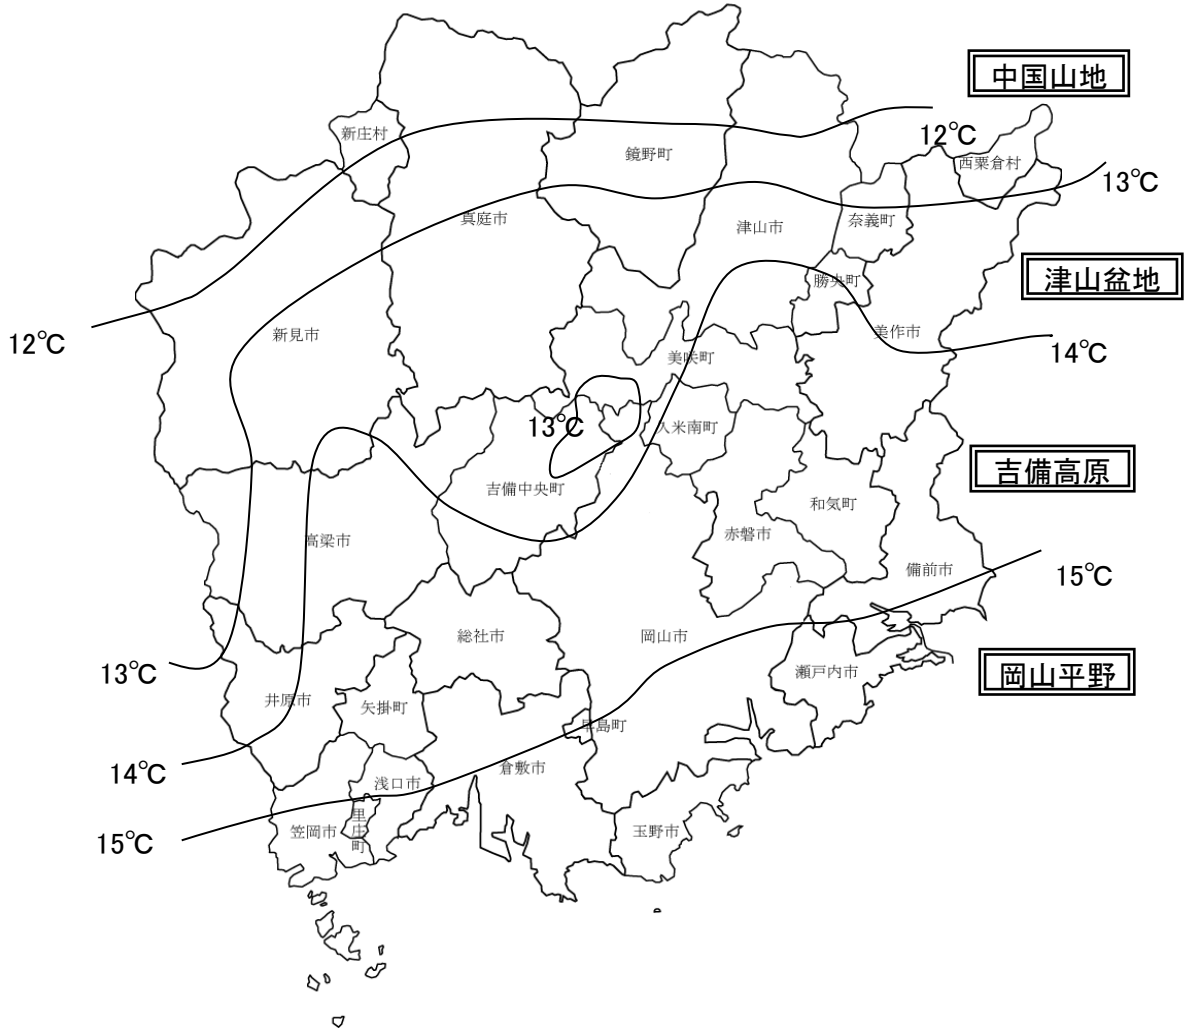 中国山地
新庄村
12℃
鏡野町
西粟倉村
13℃
真庭市
奈義町
津山市
津山盆地
勝央町
新見市
美作市
12℃
14℃
美咲町
13℃
久米南町
吉備高原
吉備中央町
和気町
赤磐市
高梁市
備前市
15℃
総社市
岡山市
13℃
瀬戸内市
岡山平野
井原市
矢掛町
早島町
14℃
倉敷市
浅口市
里庄町
笠岡市
玉野市
15℃